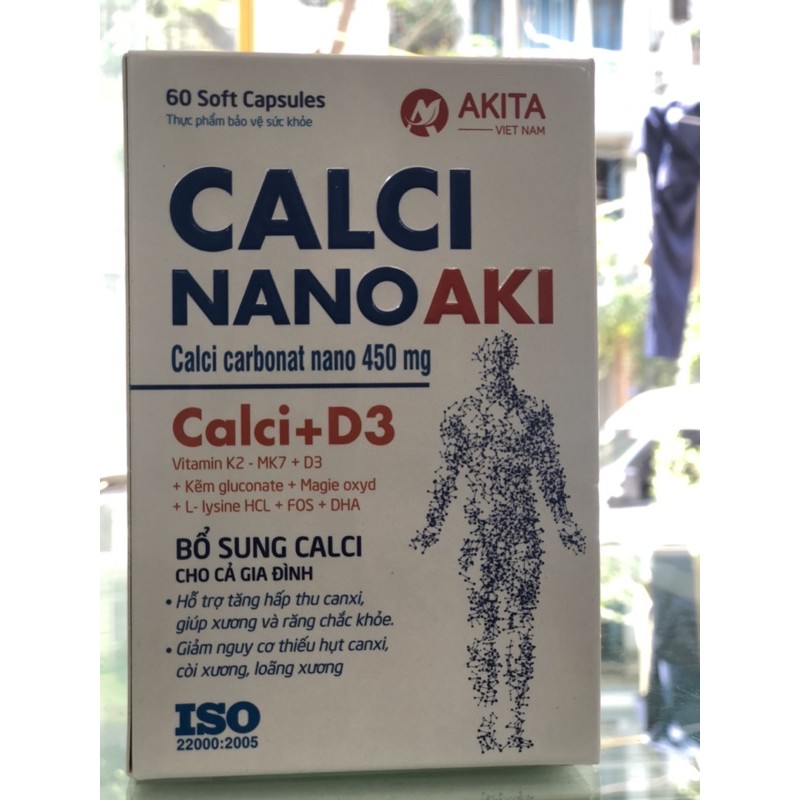 60 Soft Capsules
Thực phẩm bảo vệ sức khỏe
AKITA
VIET NAM
CALCI
NANO AKI
Calci carbonat nano 450 mg
Calci+D3
Vitamin K2 - MK7 + D3
+ Kẽm gluconate + Magie oxyd
+ L- lysine HCL + FOS + DHA
BỔ SUNG CALCI
CHO CẢ GIA ĐÌNH
• Hỗ trợ tăng hấp thu canxi,
giúp xương và răng chắc khỏe.
• Giảm nguy cơ thiếu hụt canxi,
còi xương, loãng xương
ISO
22000:2005